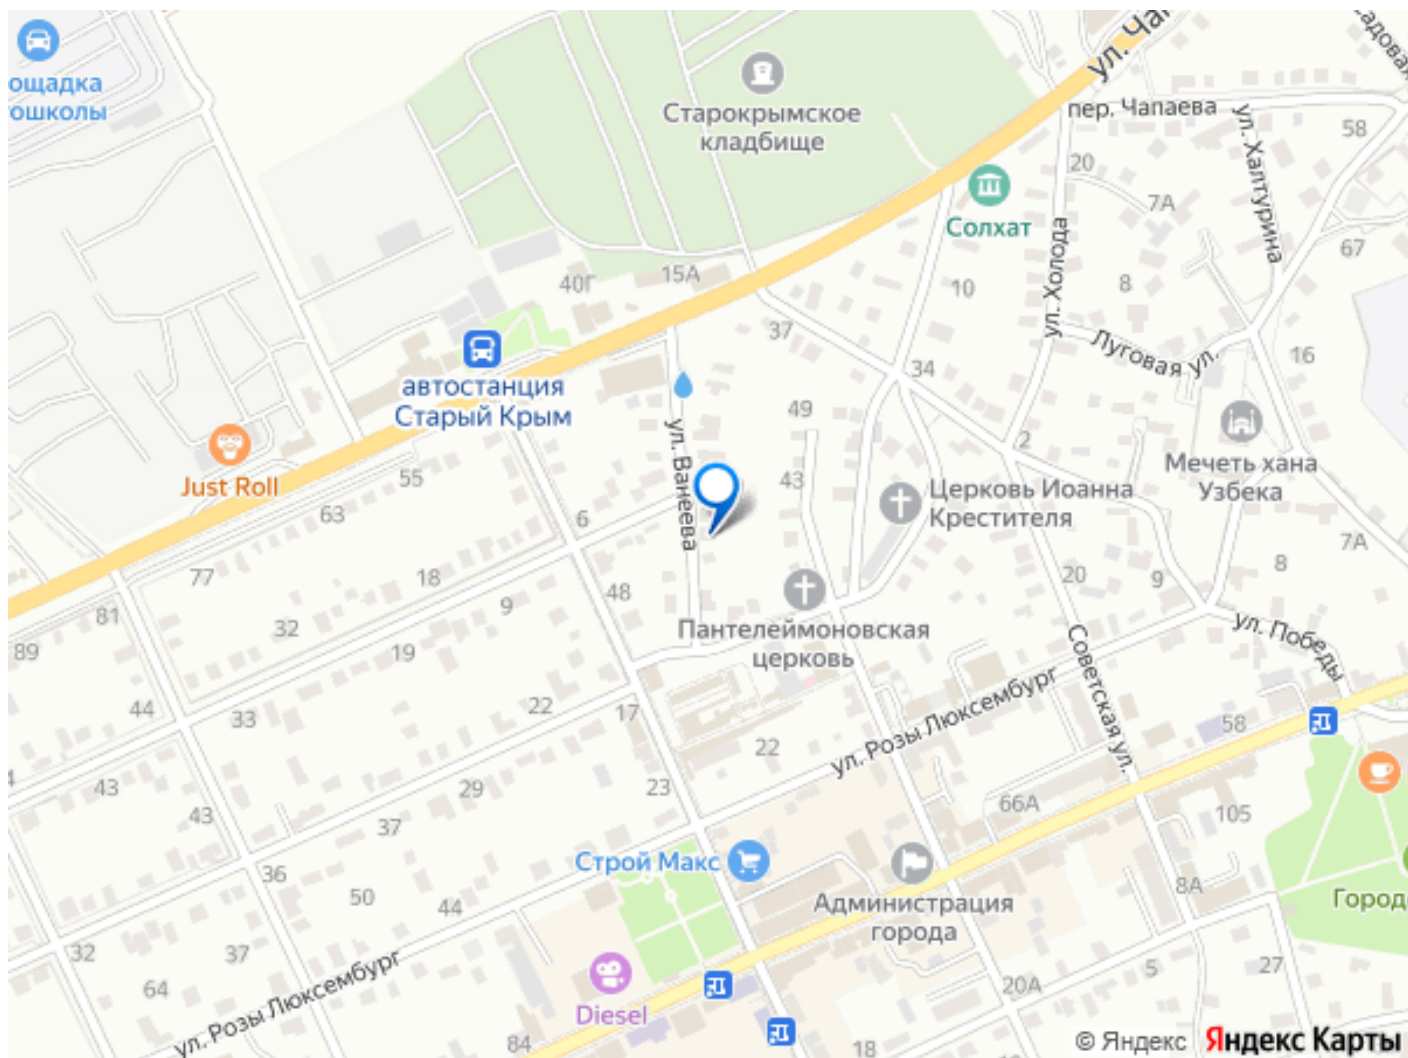 ощадка
ошколы
Старокрымское
кладбище
ул. Чап
адовая
пер. Чапаева
ул. Халтурина
58
20
7А
Солхат
ул. Холода
67
10
8
15А
40Г
37
Луговая ул.
16
34
автостанция
Старый Крым
ул. Ванеева
49
2
Мечеть хана
Узбека
Just Roll
55
43
Церковь Иоанна
Крестителя
63
6
7А
77
18
48
20
9
8
81
32
9
Пантелеймоновская
церковь
ул. Победы
89
19
Советская ул.
44
33
22
17
22
ул. Розы Люксембург
58
4
43
43
29
23
66А
105
37
Строй Макс
36
50
44
Администрация
города
8А
Город
32
37
64
ул. Розы Люксембург
Diesel
20А
5
27
84
18
© Яндекс
Яндекс Карты